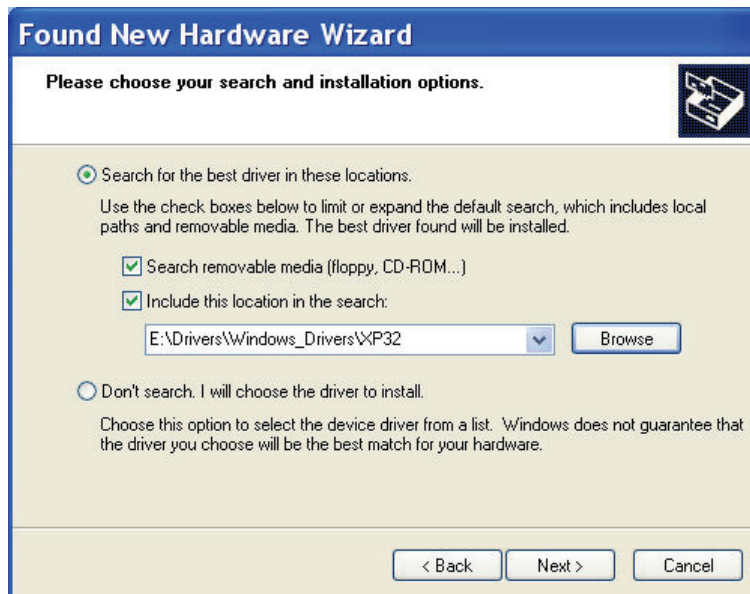 Found New Hardware Wizard
Please choose your search and installation options.
Search for the best driver in these locations.
Use the check boxes below to limit or expand the default search, which includes local
paths and removable media. The best driver found will be installed.
Search removable media (floppy, CD-ROM...)
Include this location in the search:
E:\Drivers\Windows_Drivers\XP32
Browse
Don't search. I will choose the driver to install.
Choose this option to select the device driver from a list. Windows does not guarantee that
the driver you choose will be the best match for your hardware.
< Back
Next >
Cancel